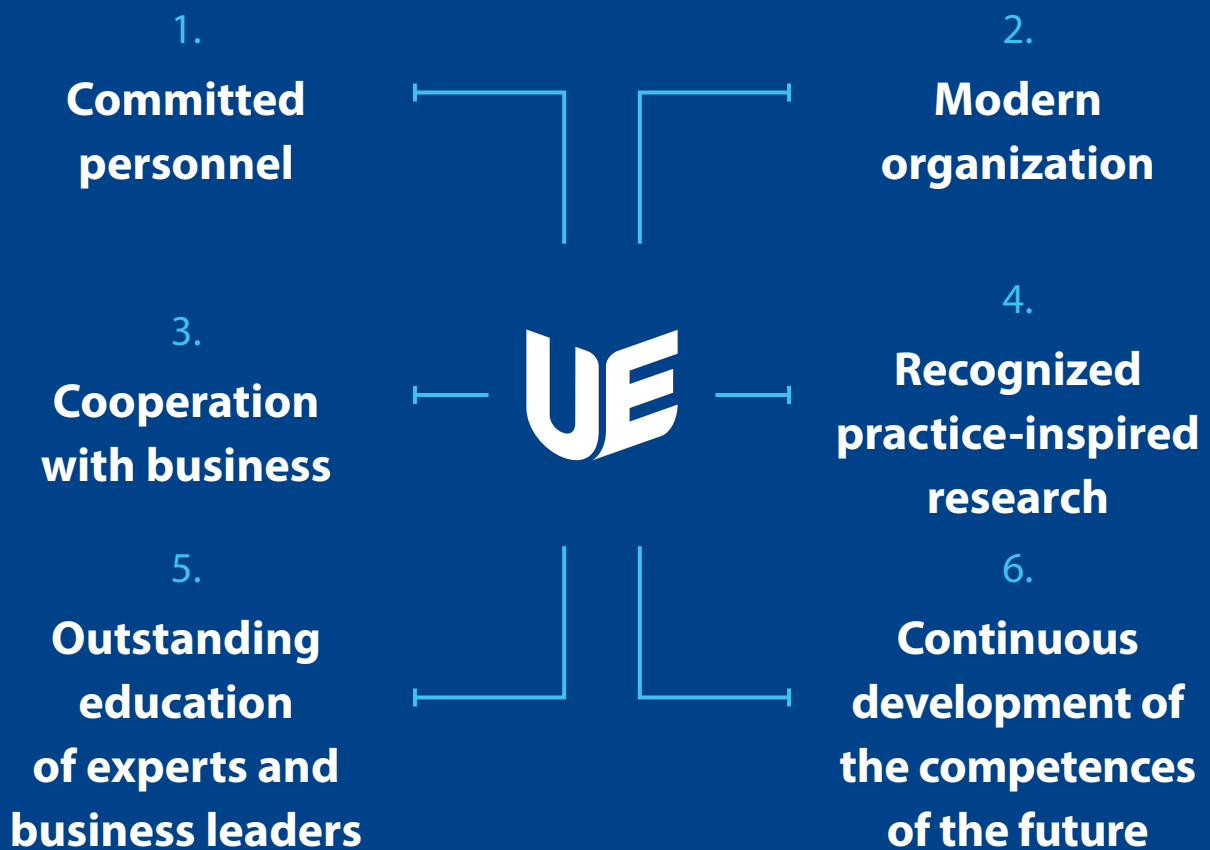 1.
Committed
personnel
2.
Modern
organization
3.
Cooperation
with business
UE
4.
Recognized
practice-inspired
research
5.
Outstanding
education
of experts and
business leaders
6.
Continuous
development of
the competences
of the future